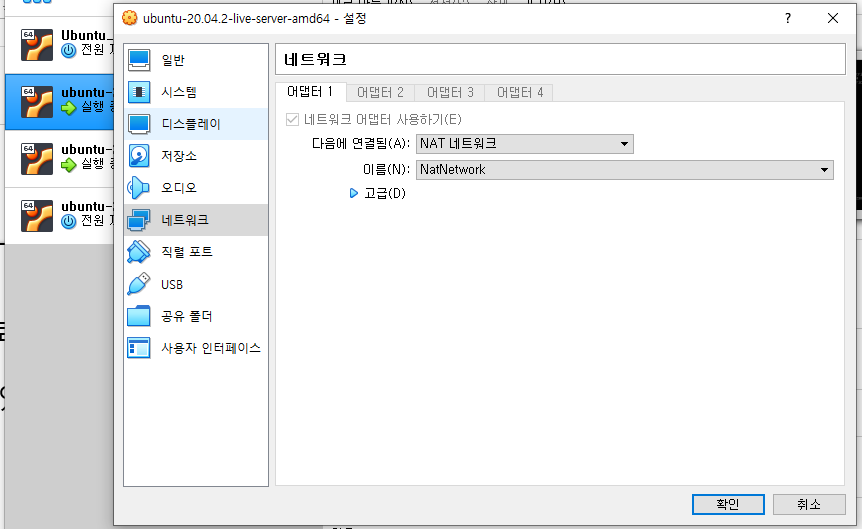 ubuntu-20.04.2-live-server-amd64 - 설정
?
Ubuntu_
64
전원
ubuntu-
64
실행
ubuntu-
64
실행
ubuntu-
64
전원
일반
시스템
디스플레이
저장소
오디오
네트워크
직렬 포트
USB
공유 폴더
사용자 인터페이스
네트워크
어댑터 1 어댑터 2 어댑터 3 어댑터 4
네트워크 어댑터 사용하기(E)
다음에 연결됨(A): NAT 네트워크
이름(N): NatNetwork
고급(D)
확인 취소